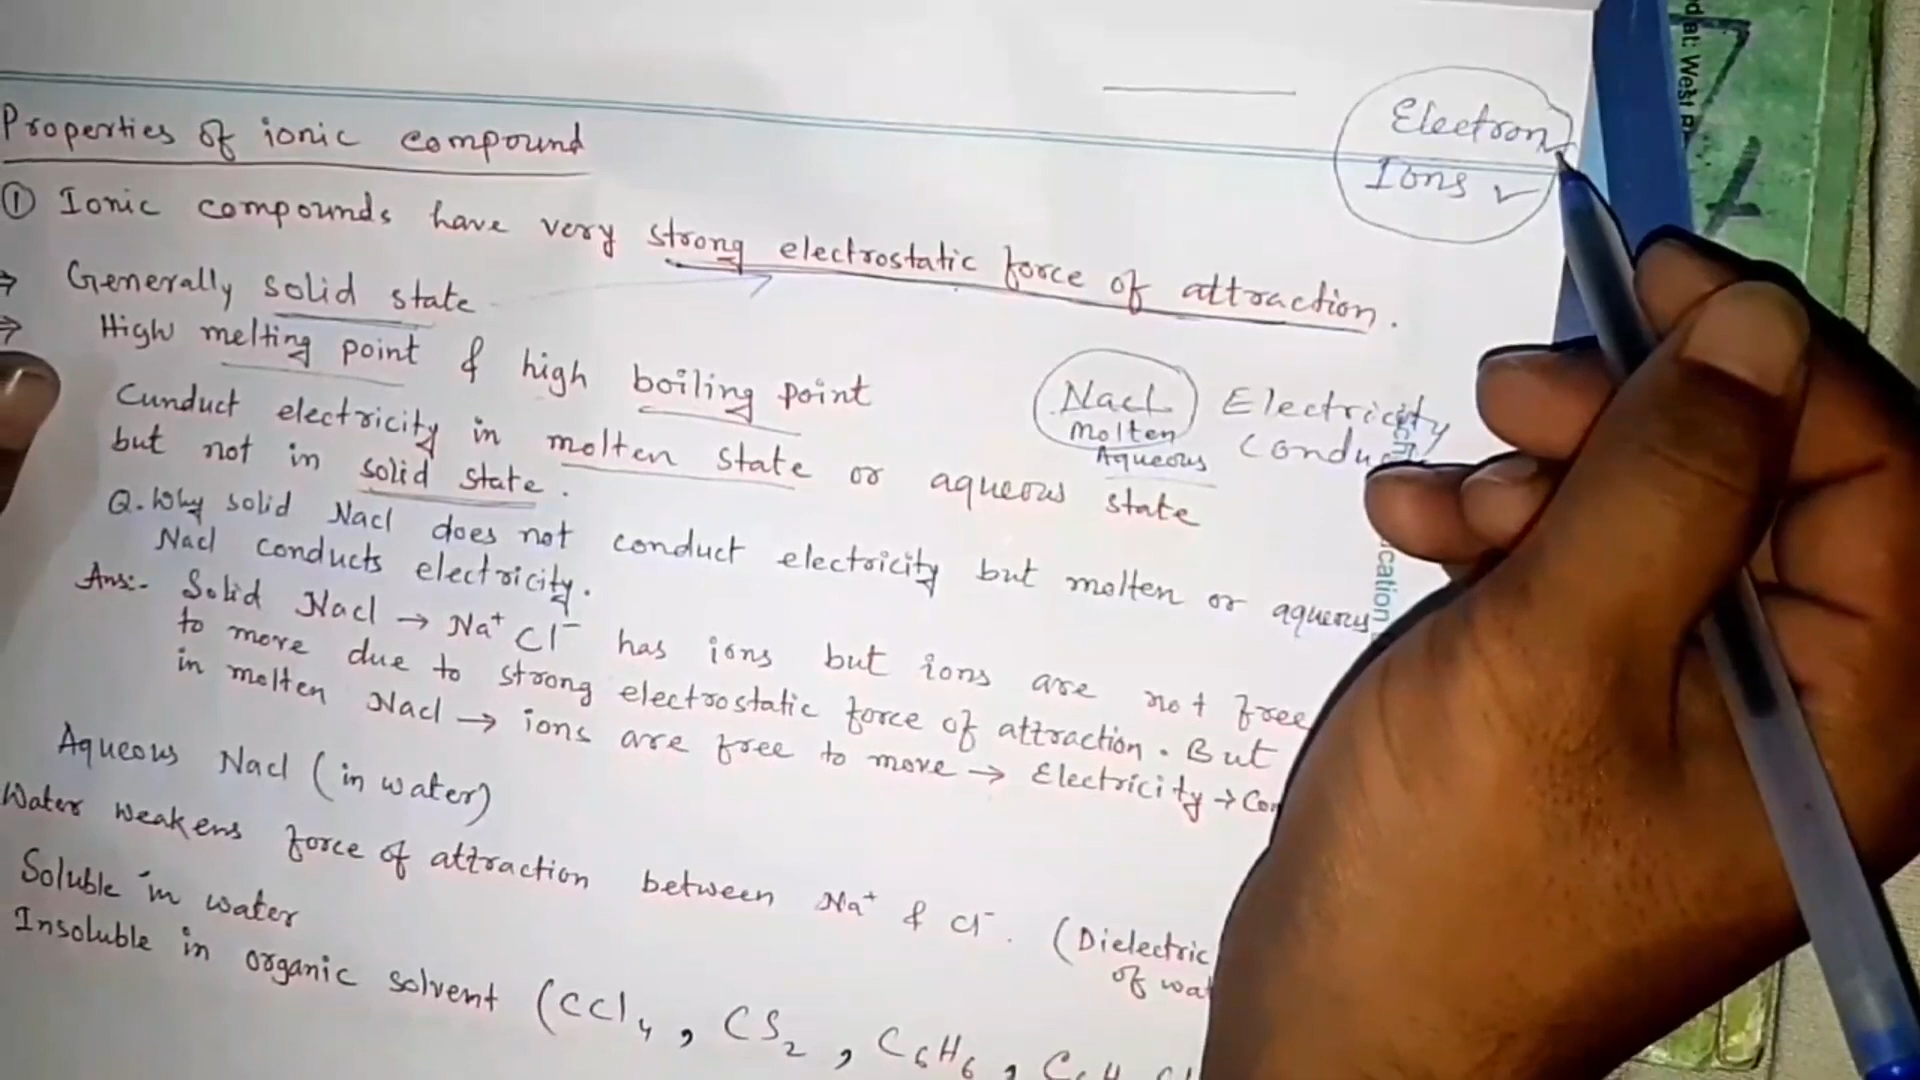 Electron
Ions ✓
Properties of ionic compound
① Ionic compounds have very strong electrostatic force of attraction.
⇒ Generally solid state
⇒ High melting point & high boiling point
Nacl
molten
Aqueous
Electricity
Cunduct electricity in molten state or aqueous state
but not in solid state.
Q. Why solid Nacl does not conduct electricity but molten or aqueous
Nacl conducts electricity.
Ans:- Solid Nacl → Na⁺ Cl⁻ has ions but ions are not free
to more due to strong electrostatic force of attraction. But
in molten Nacl → ions are free to move → Electricity →
Aqueous Nacl (in water)
Water weakens force of attraction between Na⁺ & Cl⁻. (Dielectric
of
Soluble in water
Insoluble in organic solvent (CCl₄, CS₂, C₆H₆,
cation